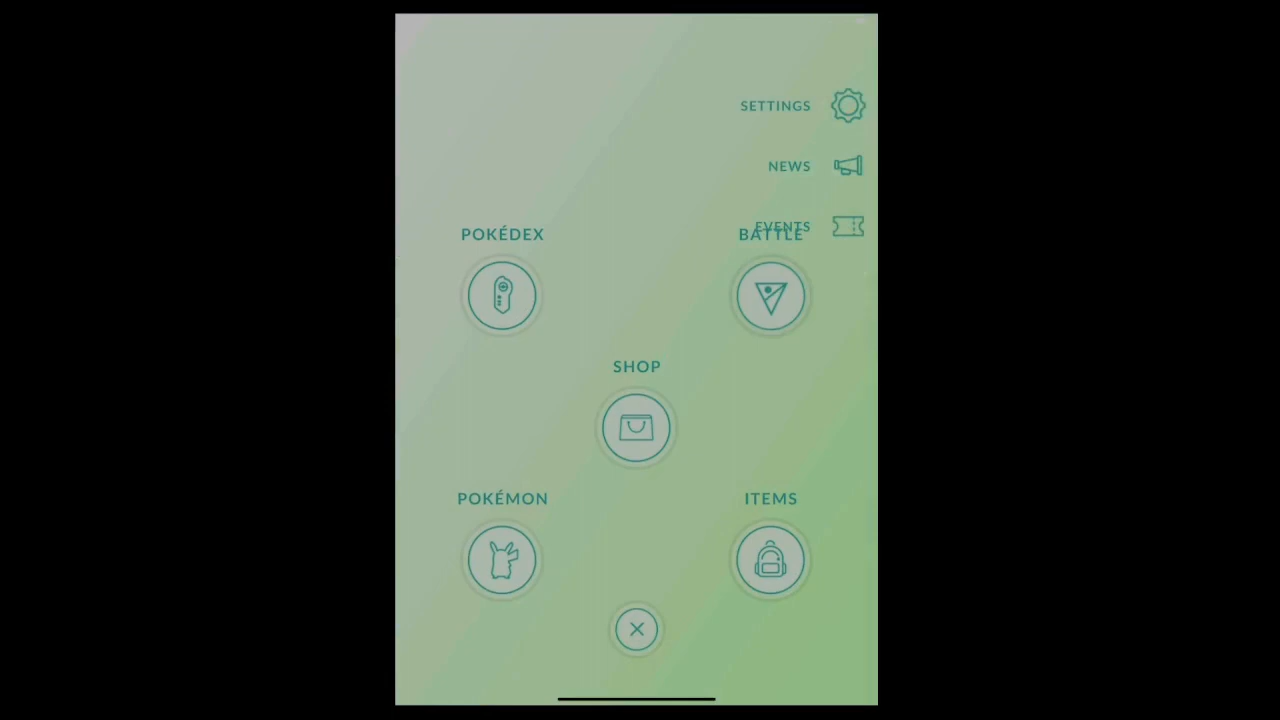 SETTINGS
NEWS
EVENTS
POKÉDEX
BATTLE
SHOP
POKÉMON
ITEMS